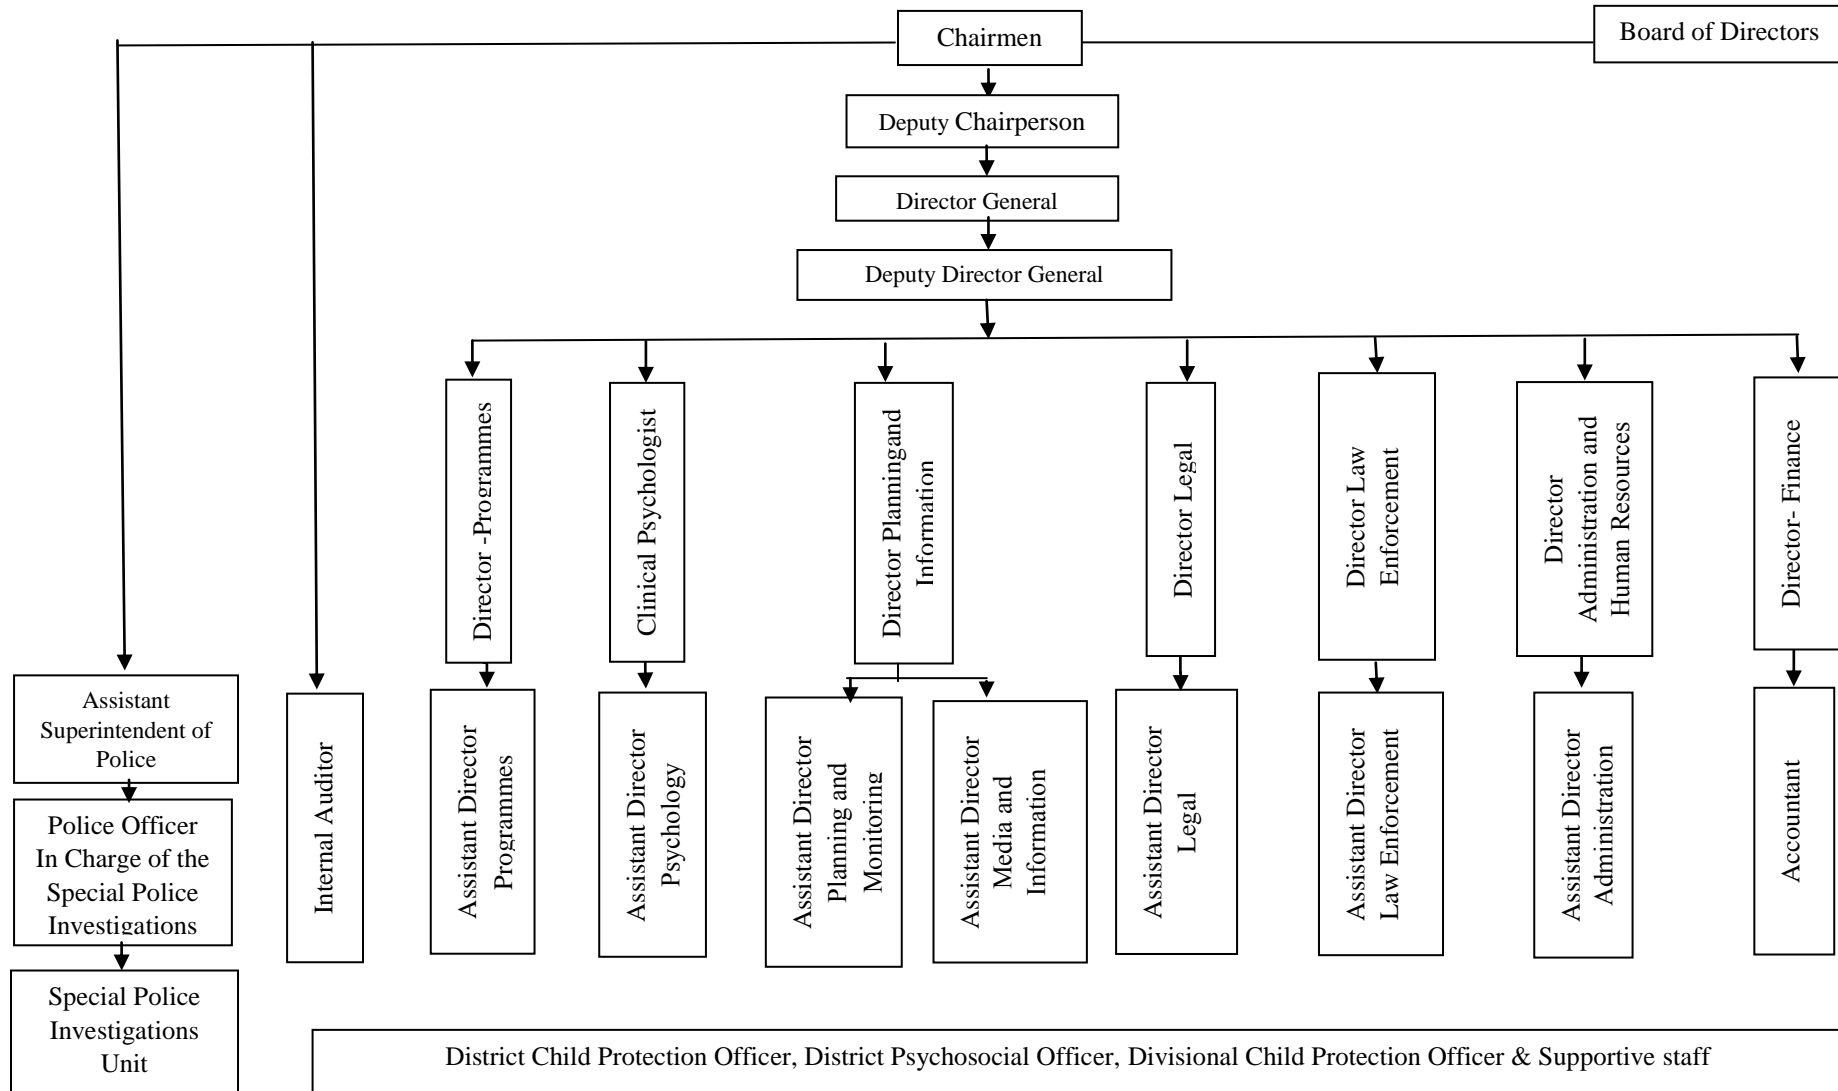 Chairmen
Board of Directors
Deputy Chairperson
Director General
Deputy Director General
Director -Programmes
Clinical Psychologist
Director Planningand
Information
Director Legal
Director Law
Enforcement
Director
Administration and
Human Resources
Director- Finance
Assistant
Superintendent of
Police
Police Officer
In Charge of the
Special Police
Investigations
Special Police
Investigations
Unit
Internal Auditor
Assistant Director
Programmes
Assistant Director
Psychology
Assistant Director
Planning and
Monitoring
Assistant Director
Media and
Information
Assistant Director
Legal
Assistant Director
Law Enforcement
Assistant Director
Administration
Accountant
District Child Protection Officer, District Psychosocial Officer, Divisional Child Protection Officer & Supportive staff